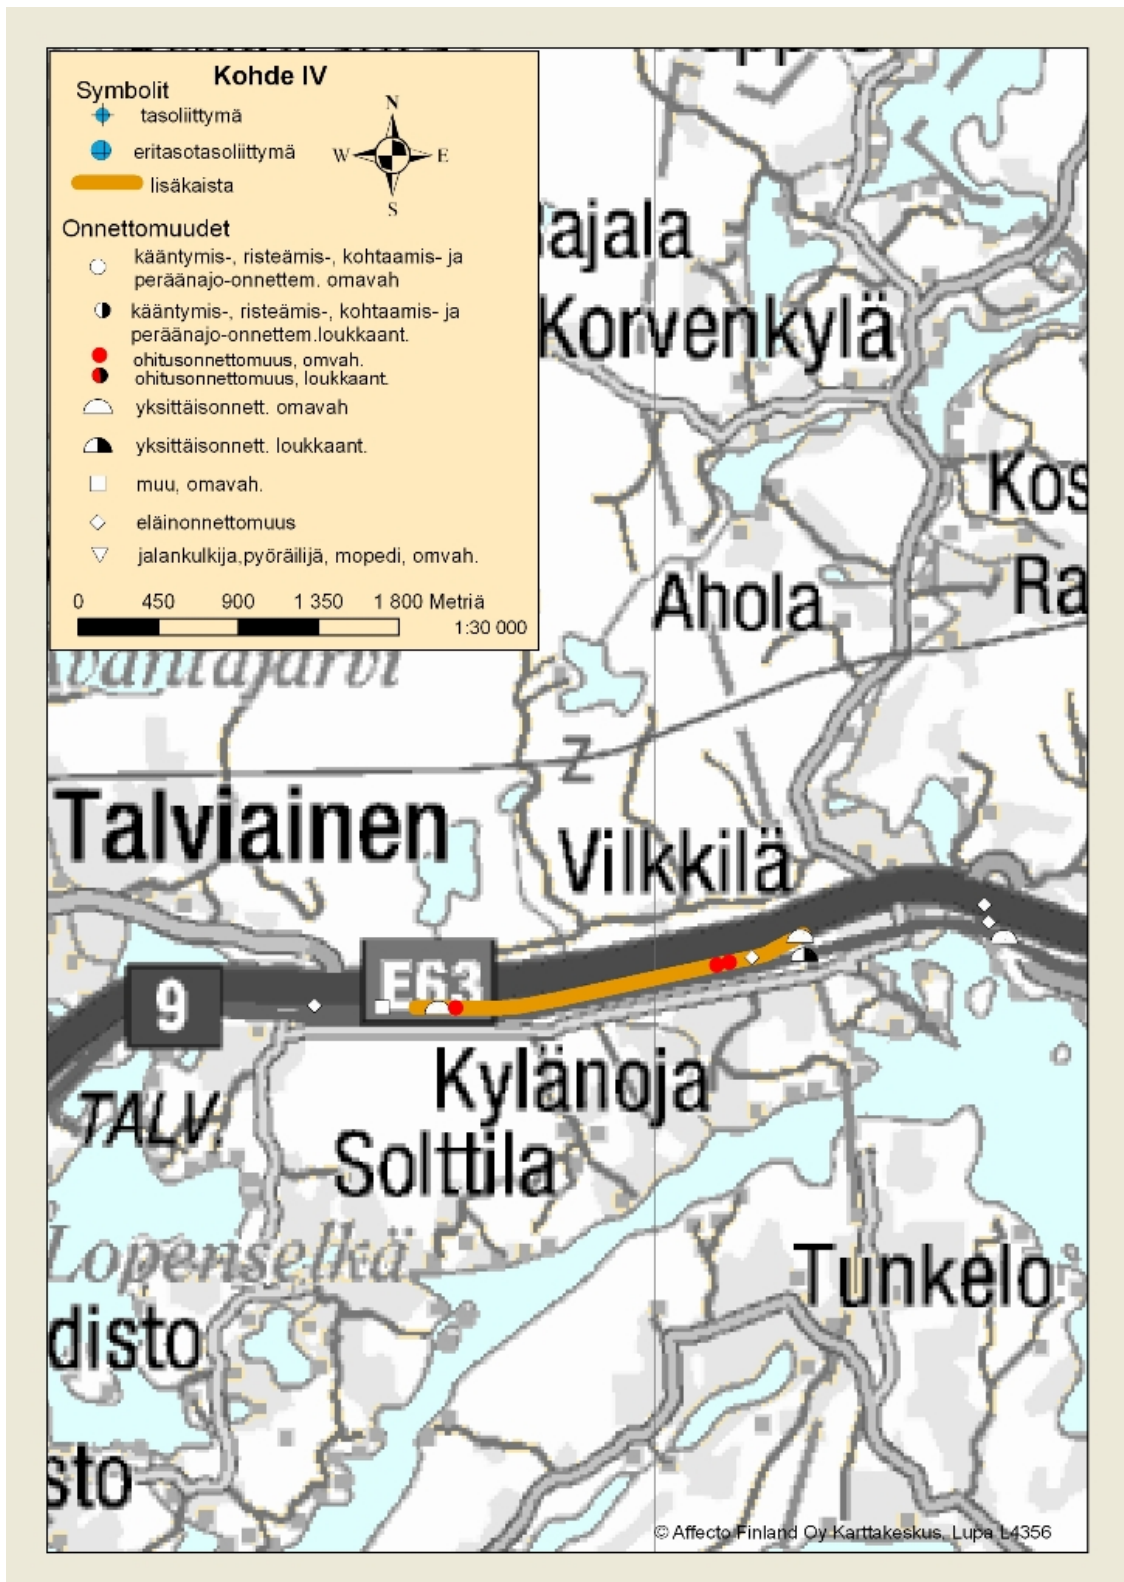 Kohde IV
Symbolit
tasoliittymä
eritasotasoliittymä
lisäkaista
N
W E
S
Onnettomuudet
kääntymis-, risteämis-, kohtaamis- ja
peräänajo-onnettem. omavah
kääntymis-, risteämis-, kohtaamis- ja
peräänajo-onnettem.loukkaant.
ohitusonnettomuus, omvah.
ohitusonnettomuus, loukkaant.
yksittäisonnett. omavah
yksittäisonnett. loukkaant.
muu, omavah.
eläinonnettomuus
jalankulkija,pyöräilijä, mopedi, omvah.
0 450 900 1 350 1 800 Metriä
1:30 000
ajala
Korvenkylä
Kos
Ra
Ahola
vantajärvi
Z
Talviainen
Vilkkilä
E63
9
Kylänoja
TALV.
Solttila
Lopenselkä
Tunkelo
disto
sto
© Affecto Finland Oy Karttakeskus, Lupa L4356